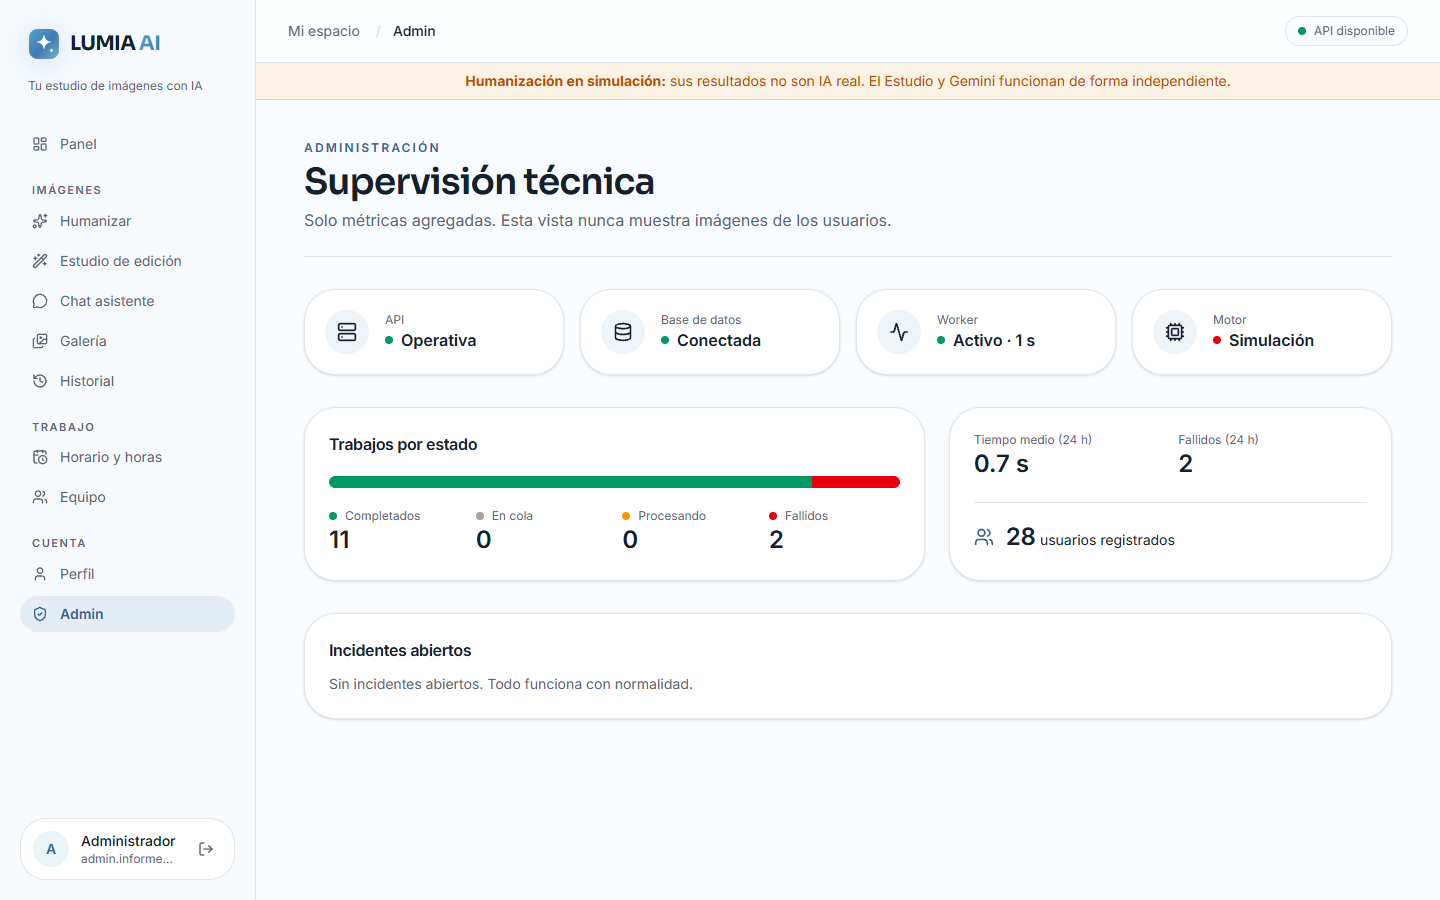 LUMIA AI
Tu estudio de imágenes con IA
Panel
IMÁGENES
Humanizar
Estudio de edición
Chat asistente
Galería
Historial
TRABAJO
Horario y horas
Equipo
CUENTA
Perfil
Admin
A
Administrador
admin.informe...
Mi espacio / Admin
API disponible
Humanización en simulación: sus resultados no son IA real. El Estudio y Gemini funcionan de forma independiente.
ADMINISTRACIÓN
Supervisión técnica
Solo métricas agregadas. Esta vista nunca muestra imágenes de los usuarios.
API
Operativa
Base de datos
Conectada
Worker
Activo · 1 s
Motor
Simulación
Trabajos por estado
Completados
11
En cola
0
Procesando
0
Fallidos
2
Tiempo medio (24 h)
0.7 s
Fallidos (24 h)
2
28 usuarios registrados
Incidentes abiertos
Sin incidentes abiertos. Todo funciona con normalidad.